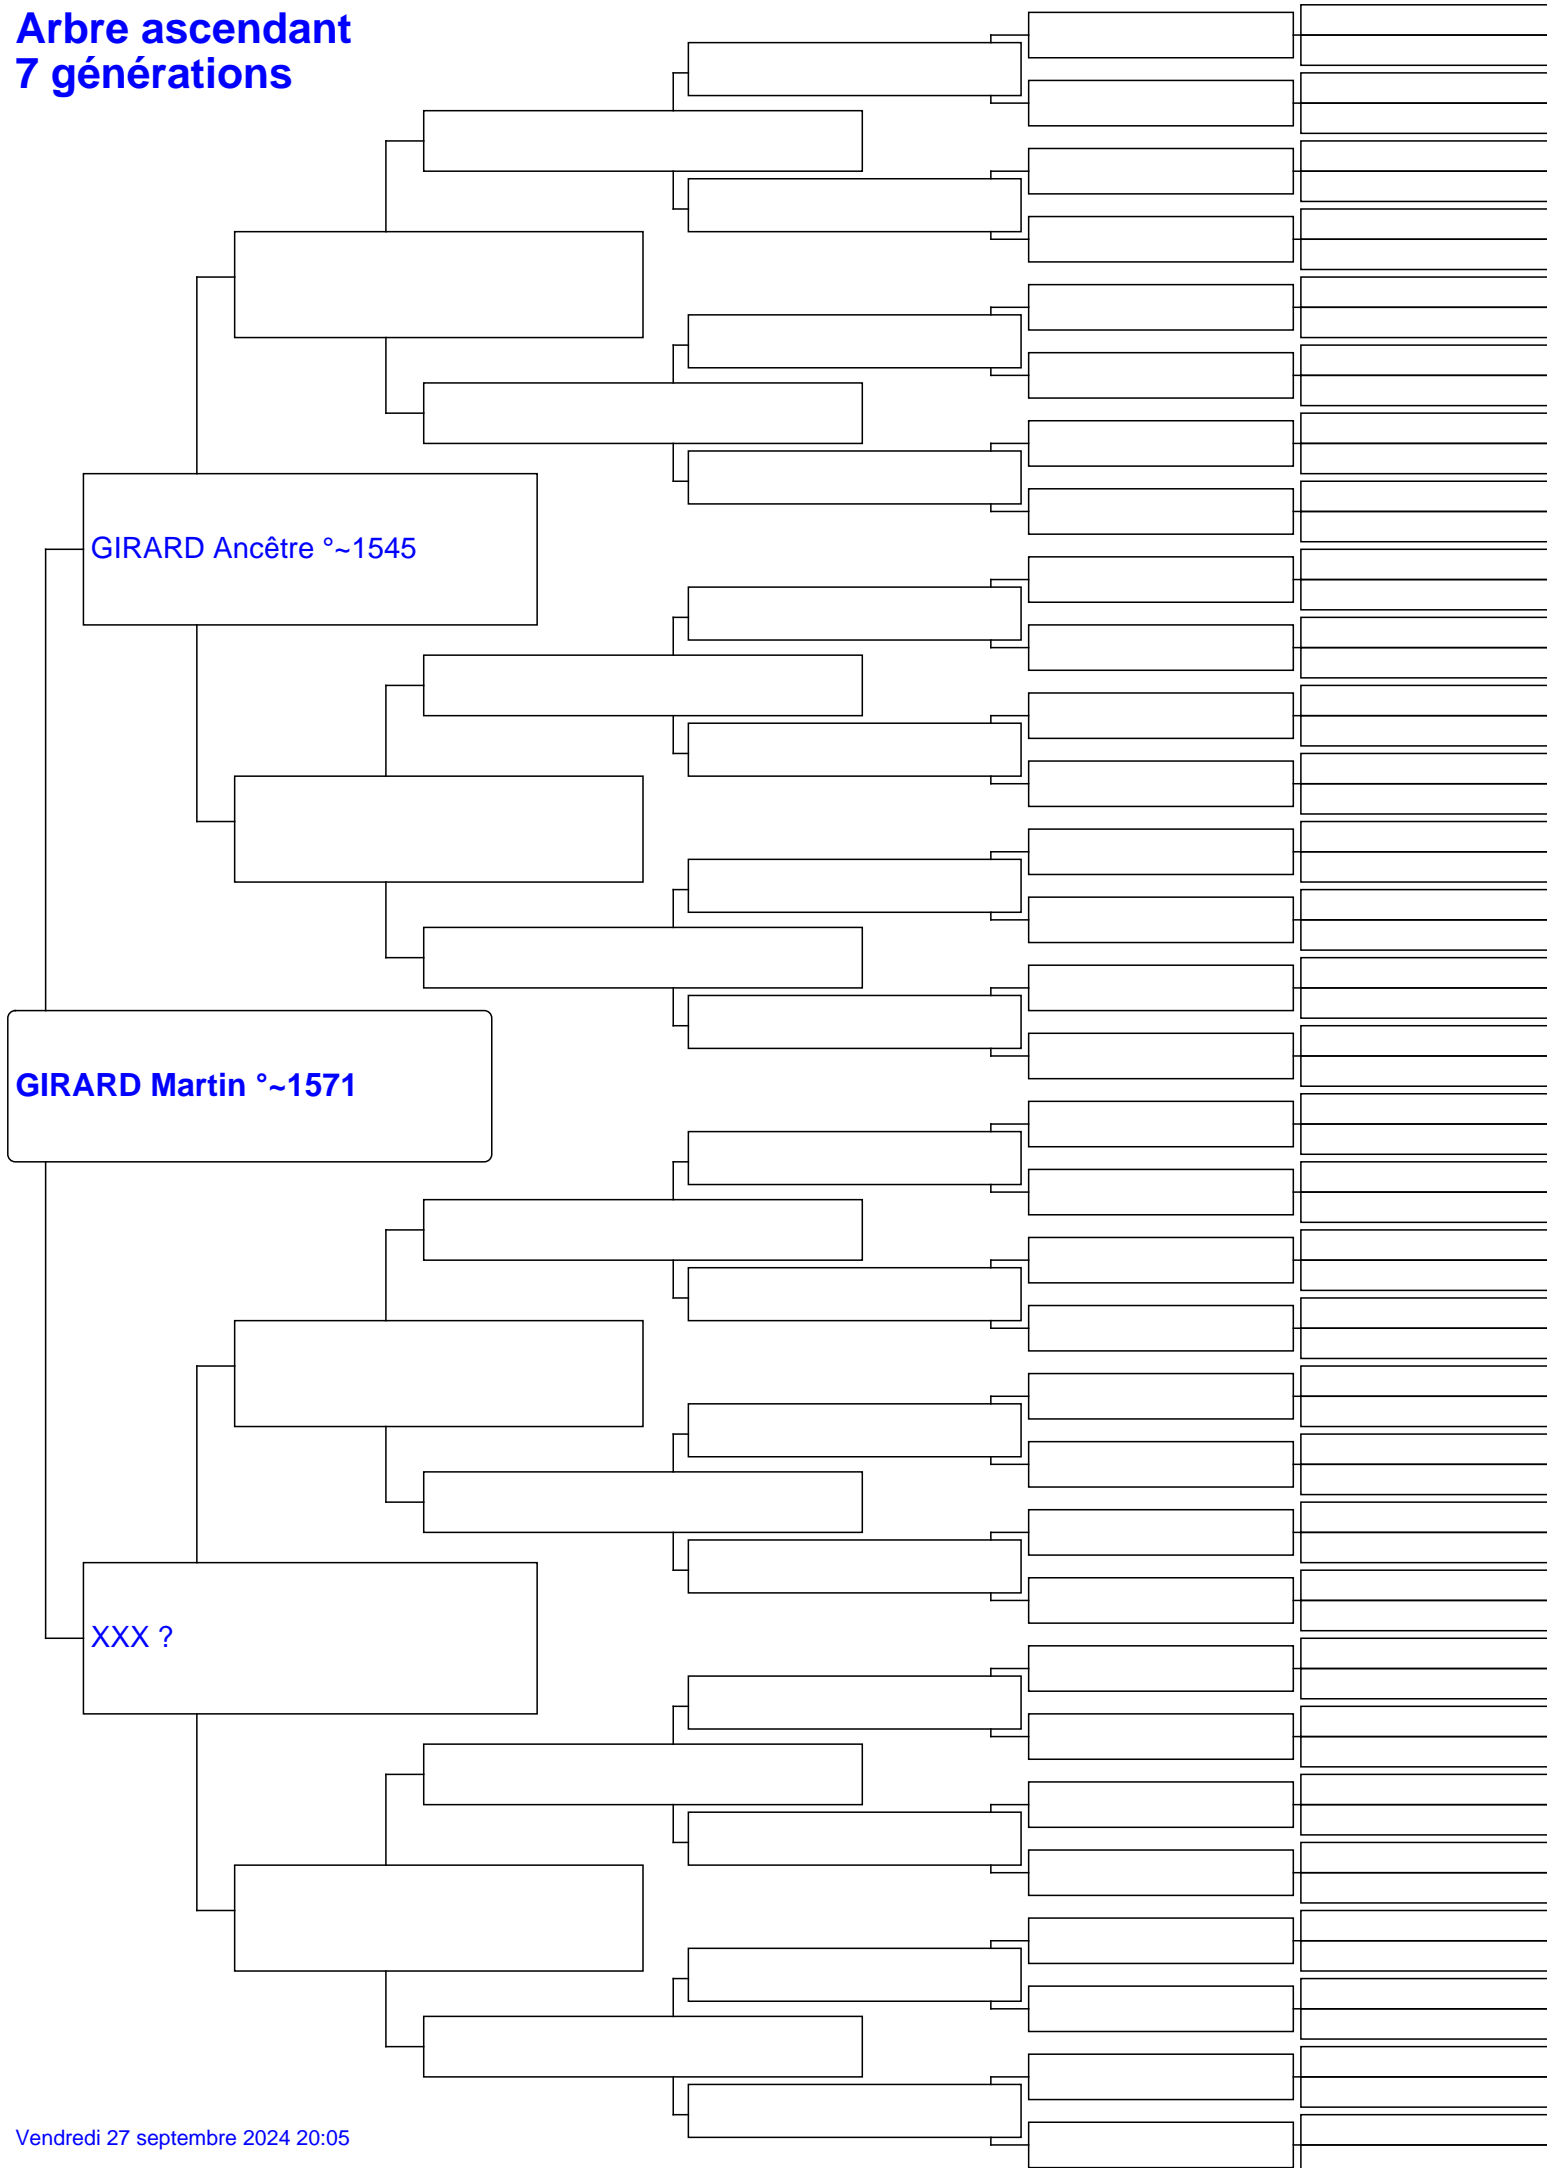 Arbre ascendant
7 générations
GIRARD Ancêtre °~1545
GIRARD Martin °~1571
XXX ?
Vendredi 27 septembre 2024 20:05